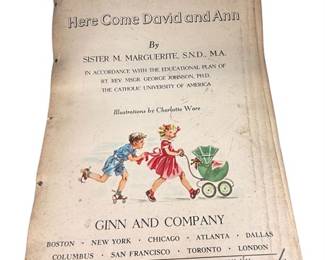 Here Come David and Ann
By
SISTER M. MARGUERITE, S.N.D., M.A.
IN ACCORDANCE WITH THE EDUCATIONAL PLAN OF
RT. REV. MSGR. GEORGE JOHNSON, PH.D.
THE CATHOLIC UNIVERSITY OF AMERICA
Illustrations by Charlotte Ware
GINN AND COMPANY
BOSTON · NEW YORK · CHICAGO · ATLANTA · DALLAS
COLUMBUS · SAN FRANCISCO · TORONTO · LONDON